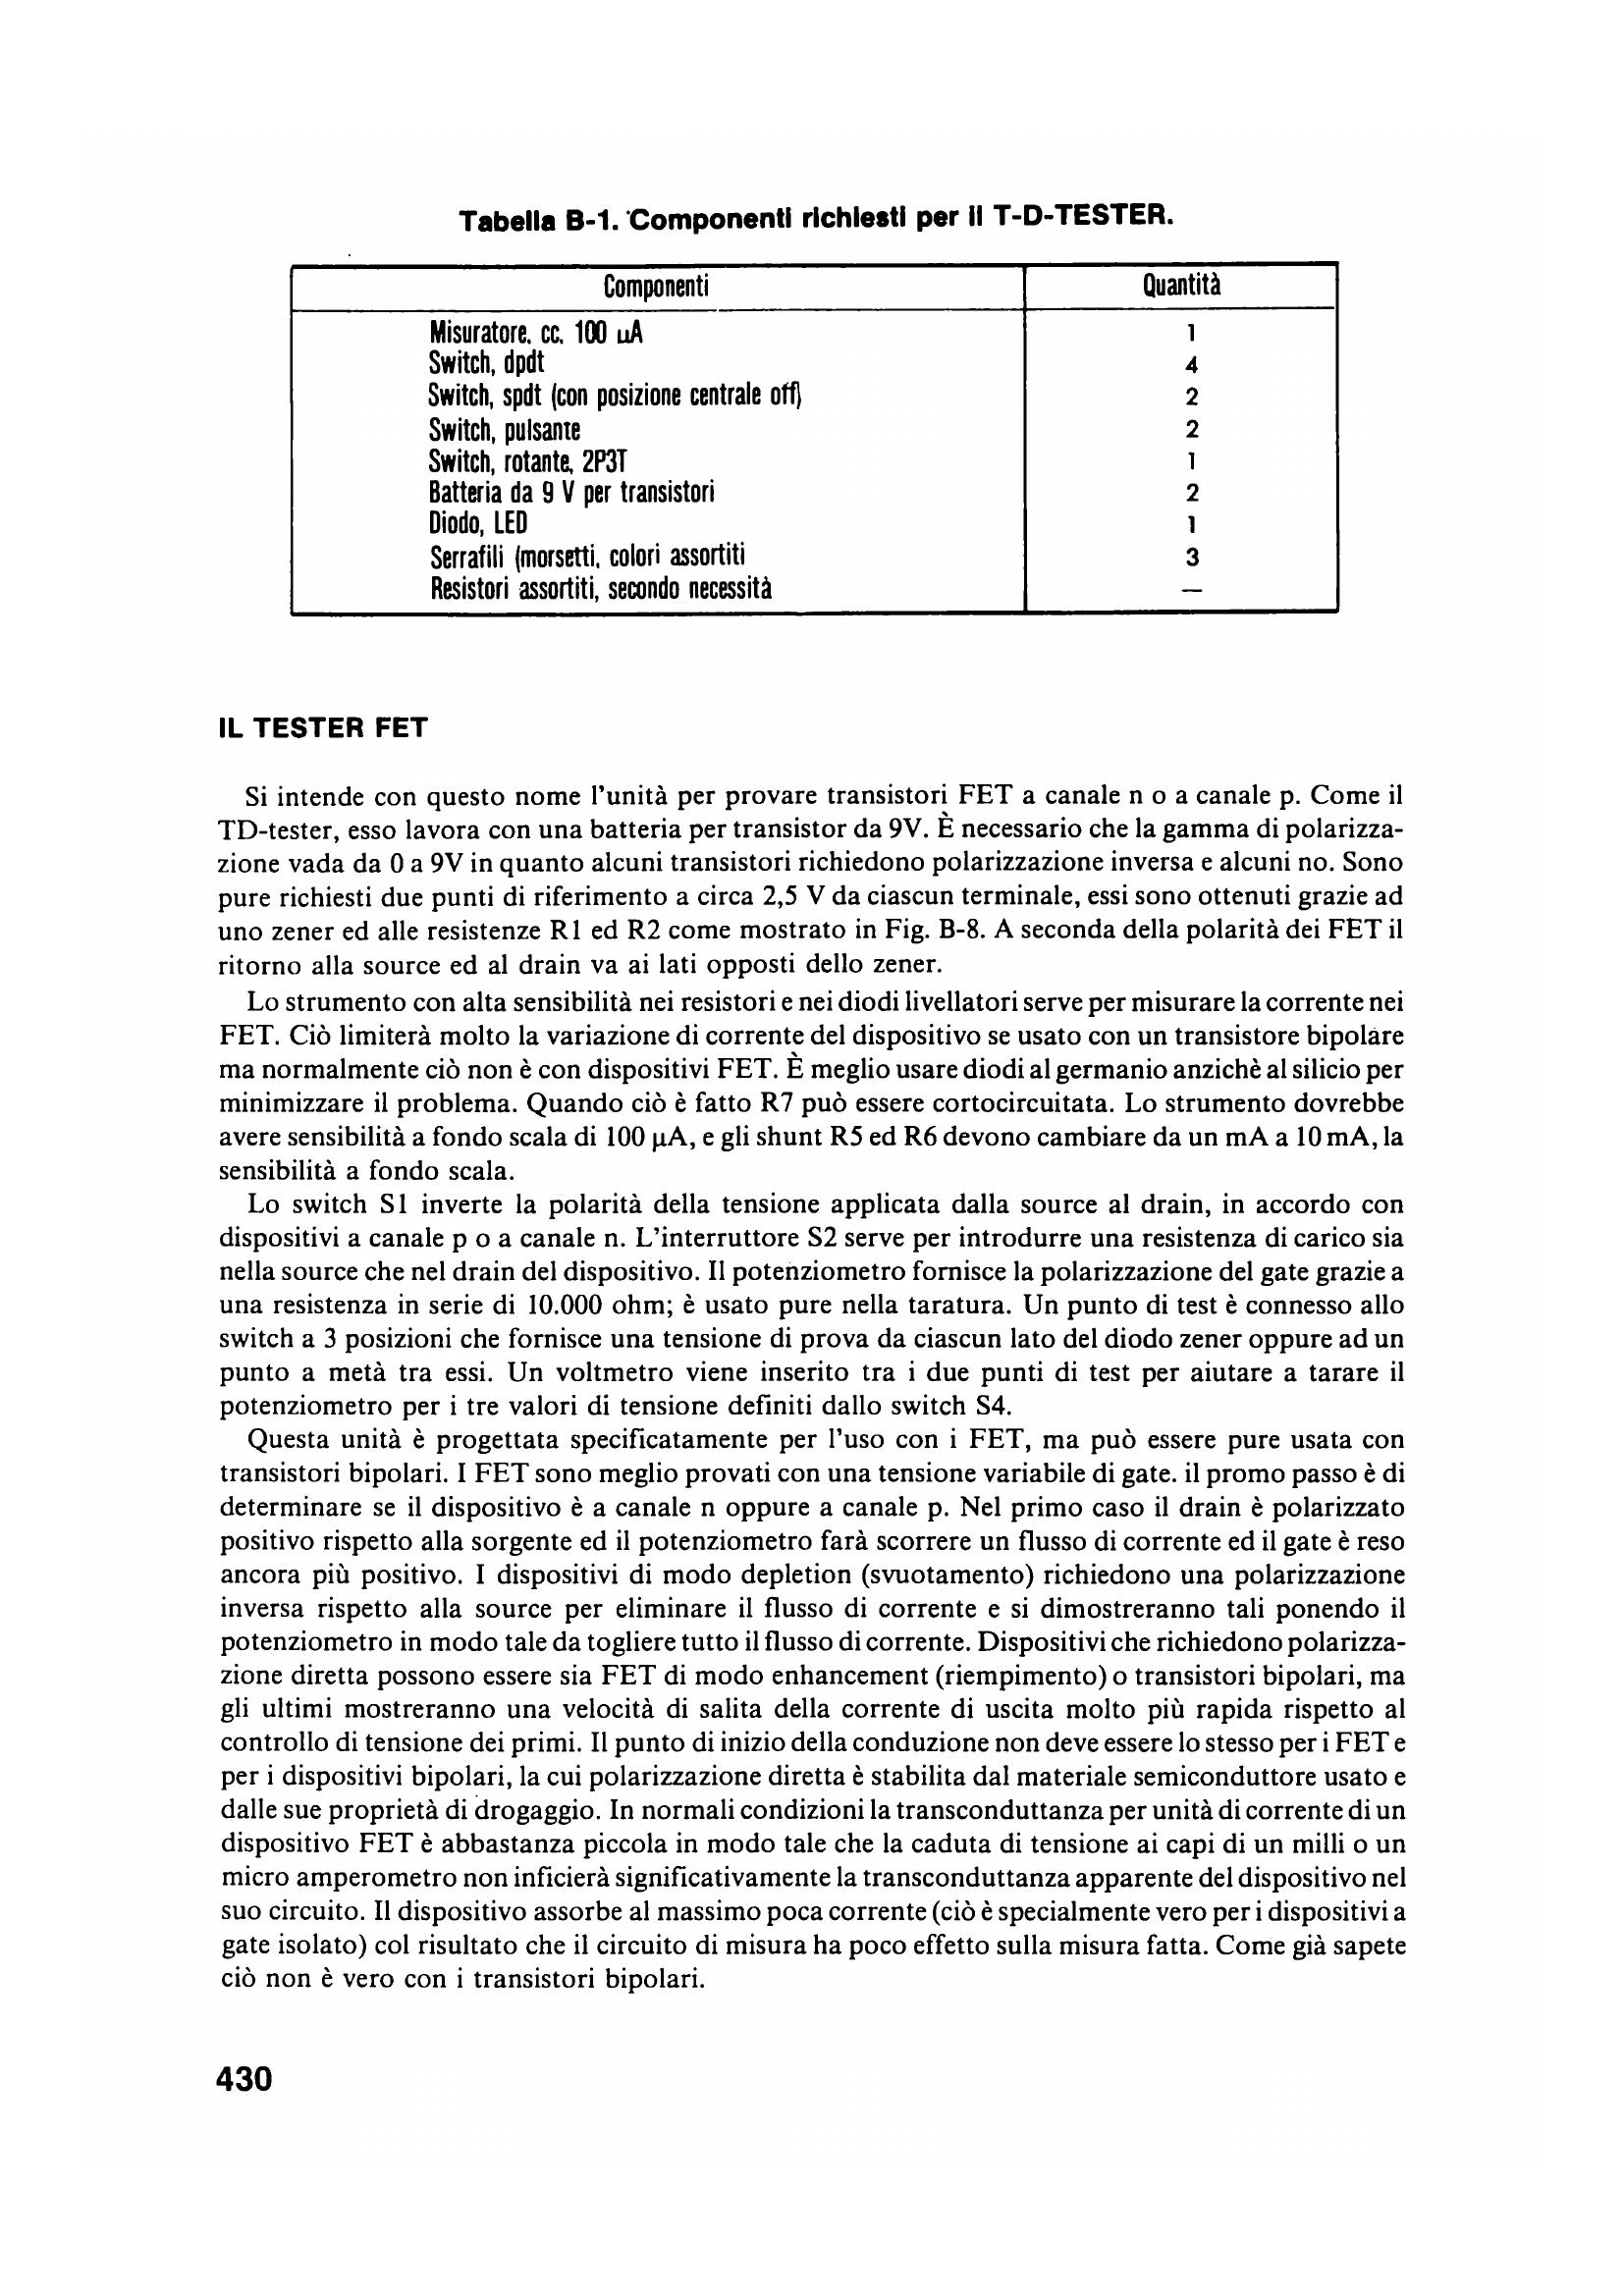 Tabella B-1. Componenti richiesti per il T-D-TESTER.
Componenti Quantità
Misuratore. cc. 100 uA 1
Switch, dpdt 4
Switch, spdt (con posizione centrale off) 2
Switch, pulsante 2
Switch, rotante, 2P3T 1
Batteria da 9 V per transistori 2
Diodo, LED 1
Serrafili (morsetti, colori assortiti 3
Resistori assortiti, secondo necessità —
IL TESTER FET
Si intende con questo nome l'unità per provare transistori FET a canale n o a canale p. Come il
TD-tester, esso lavora con una batteria per transistor da 9V. È necessario che la gamma di polarizza-
zione vada da 0 a 9V in quanto alcuni transistori richiedono polarizzazione inversa e alcuni no. Sono
pure richiesti due punti di riferimento a circa 2,5 V da ciascun terminale, essi sono ottenuti grazie ad
uno zener ed alle resistenze R1 ed R2 come mostrato in Fig. B-8. A seconda della polarità dei FET il
ritorno alla source ed al drain va ai lati opposti dello zener.
Lo strumento con alta sensibilità nei resistori e nei diodi livellatori serve per misurare la corrente nei
FET. Ciò limiterà molto la variazione di corrente del dispositivo se usato con un transistore bipolare
ma normalmente ciò non è con dispositivi FET. È meglio usare diodi al germanio anzichè al silicio per
minimizzare il problema. Quando ciò è fatto R7 può essere cortocircuitata. Lo strumento dovrebbe
avere sensibilità a fondo scala di 100 µA, e gli shunt R5 ed R6 devono cambiare da un mA a 10 mA, la
sensibilità a fondo scala.
Lo switch S1 inverte la polarità della tensione applicata dalla source al drain, in accordo con
dispositivi a canale p o a canale n. L'interruttore S2 serve per introdurre una resistenza di carico sia
nella source che nel drain del dispositivo. Il potenziometro fornisce la polarizzazione del gate grazie a
una resistenza in serie di 10.000 ohm; è usato pure nella taratura. Un punto di test è connesso allo
switch a 3 posizioni che fornisce una tensione di prova da ciascun lato del diodo zener oppure ad un
punto a metà tra essi. Un voltmetro viene inserito tra i due punti di test per aiutare a tarare il
potenziometro per i tre valori di tensione definiti dallo switch S4.
Questa unità è progettata specificatamente per l'uso con i FET, ma può essere pure usata con
transistori bipolari. I FET sono meglio provati con una tensione variabile di gate. il promo passo è di
determinare se il dispositivo è a canale n oppure a canale p. Nel primo caso il drain è polarizzato
positivo rispetto alla sorgente ed il potenziometro farà scorrere un flusso di corrente ed il gate è reso
ancora più positivo. I dispositivi di modo depletion (svuotamento) richiedono una polarizzazione
inversa rispetto alla source per eliminare il flusso di corrente e si dimostreranno tali ponendo il
potenziometro in modo tale da togliere tutto il flusso di corrente. Dispositivi che richiedono polarizza-
zione diretta possono essere sia FET di modo enhancement (riempimento) o transistori bipolari, ma
gli ultimi mostreranno una velocità di salita della corrente di uscita molto più rapida rispetto al
controllo di tensione dei primi. Il punto di inizio della conduzione non deve essere lo stesso per i FET e
per i dispositivi bipolari, la cui polarizzazione diretta è stabilita dal materiale semiconduttore usato e
dalle sue proprietà di drogaggio. In normali condizioni la transconduttanza per unità di corrente di un
dispositivo FET è abbastanza piccola in modo tale che la caduta di tensione ai capi di un milli o un
micro amperometro non inficierà significativamente la transconduttanza apparente del dispositivo nel
suo circuito. Il dispositivo assorbe al massimo poca corrente (ciò è specialmente vero per i dispositivi a
gate isolato) col risultato che il circuito di misura ha poco effetto sulla misura fatta. Come già sapete
ciò non è vero con i transistori bipolari.
430